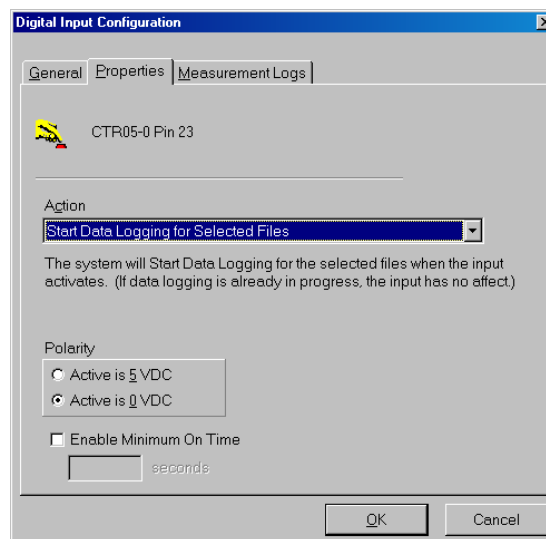 Digital Input Configuration
General Properties Measurement Logs
CTR05-0 Pin 23
Action
Start Data Logging for Selected Files
The system will Start Data Logging for the selected files when the input
activates. (If data logging is already in progress, the input has no affect.)
Polarity
Active is 5 VDC
Active is 0 VDC
Enable Minimum On Time
seconds
OK Cancel